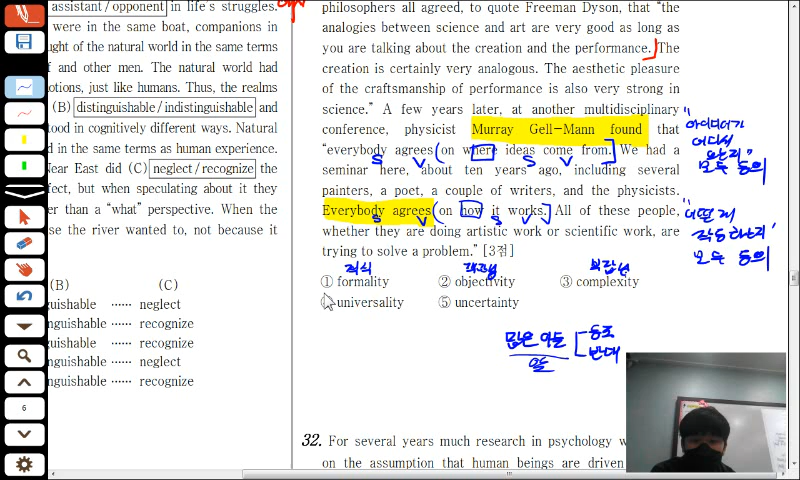 assistant/opponent in life's struggles.
were in the same boat, companions in
ught of the natural world in the same terms
f and other men. The natural world had
otions, just like humans. Thus, the realms
(B) distinguishable/indistinguishable and
tood in cognitively different ways. Natural
d in the same terms as human experience.
Near East did (C) neglect/recognize the
fect, but when speculating about it they
er than a “what” perspective. When the
se the river wanted to, not because it
(B) (C)
guishable ······ neglect
nguishable ······ recognize
guishable ······ recognize
nguishable ······ neglect
nguishable ······ recognize
6
philosophers all agreed, to quote Freeman Dyson, that “the
analogies between science and art are very good as long as
you are talking about the creation and the performance. The
creation is certainly very analogous. The aesthetic pleasure
of the craftsmanship of performance is also very strong in
science.” A few years later, at another multidisciplinary
conference, physicist Murray Gell-Mann found that
“everybody agrees on where ideas come from. We had a
S V S V
seminar here, about ten years ago, including several
painters, a poet, a couple of writers, and the physicists.
Everybody agrees on how it works. All of these people,
S V S V
whether they are doing artistic work or scientific work, are
trying to solve a problem.” [3점]
격식 객관성 복잡성
① formality ② objectivity ③ complexity
universality ⑤ uncertainty
"아이디어가
어디서
오는지"
모두 동의
"어떻게
작동하는지"
모두 동의
많은 이들
동조
반대
32. For several years much research in psychology w
on the assumption that human beings are driven